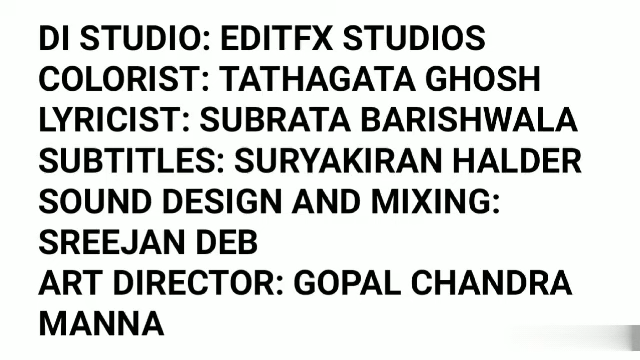 DI STUDIO: EDITFX STUDIOS
COLORIST: TATHAGATA GHOSH
LYRICIST: SUBRATA BARISHWALA
SUBTITLES: SURYAKIRAN HALDER
SOUND DESIGN AND MIXING:
SREEJAN DEB
ART DIRECTOR: GOPAL CHANDRA
MANNA